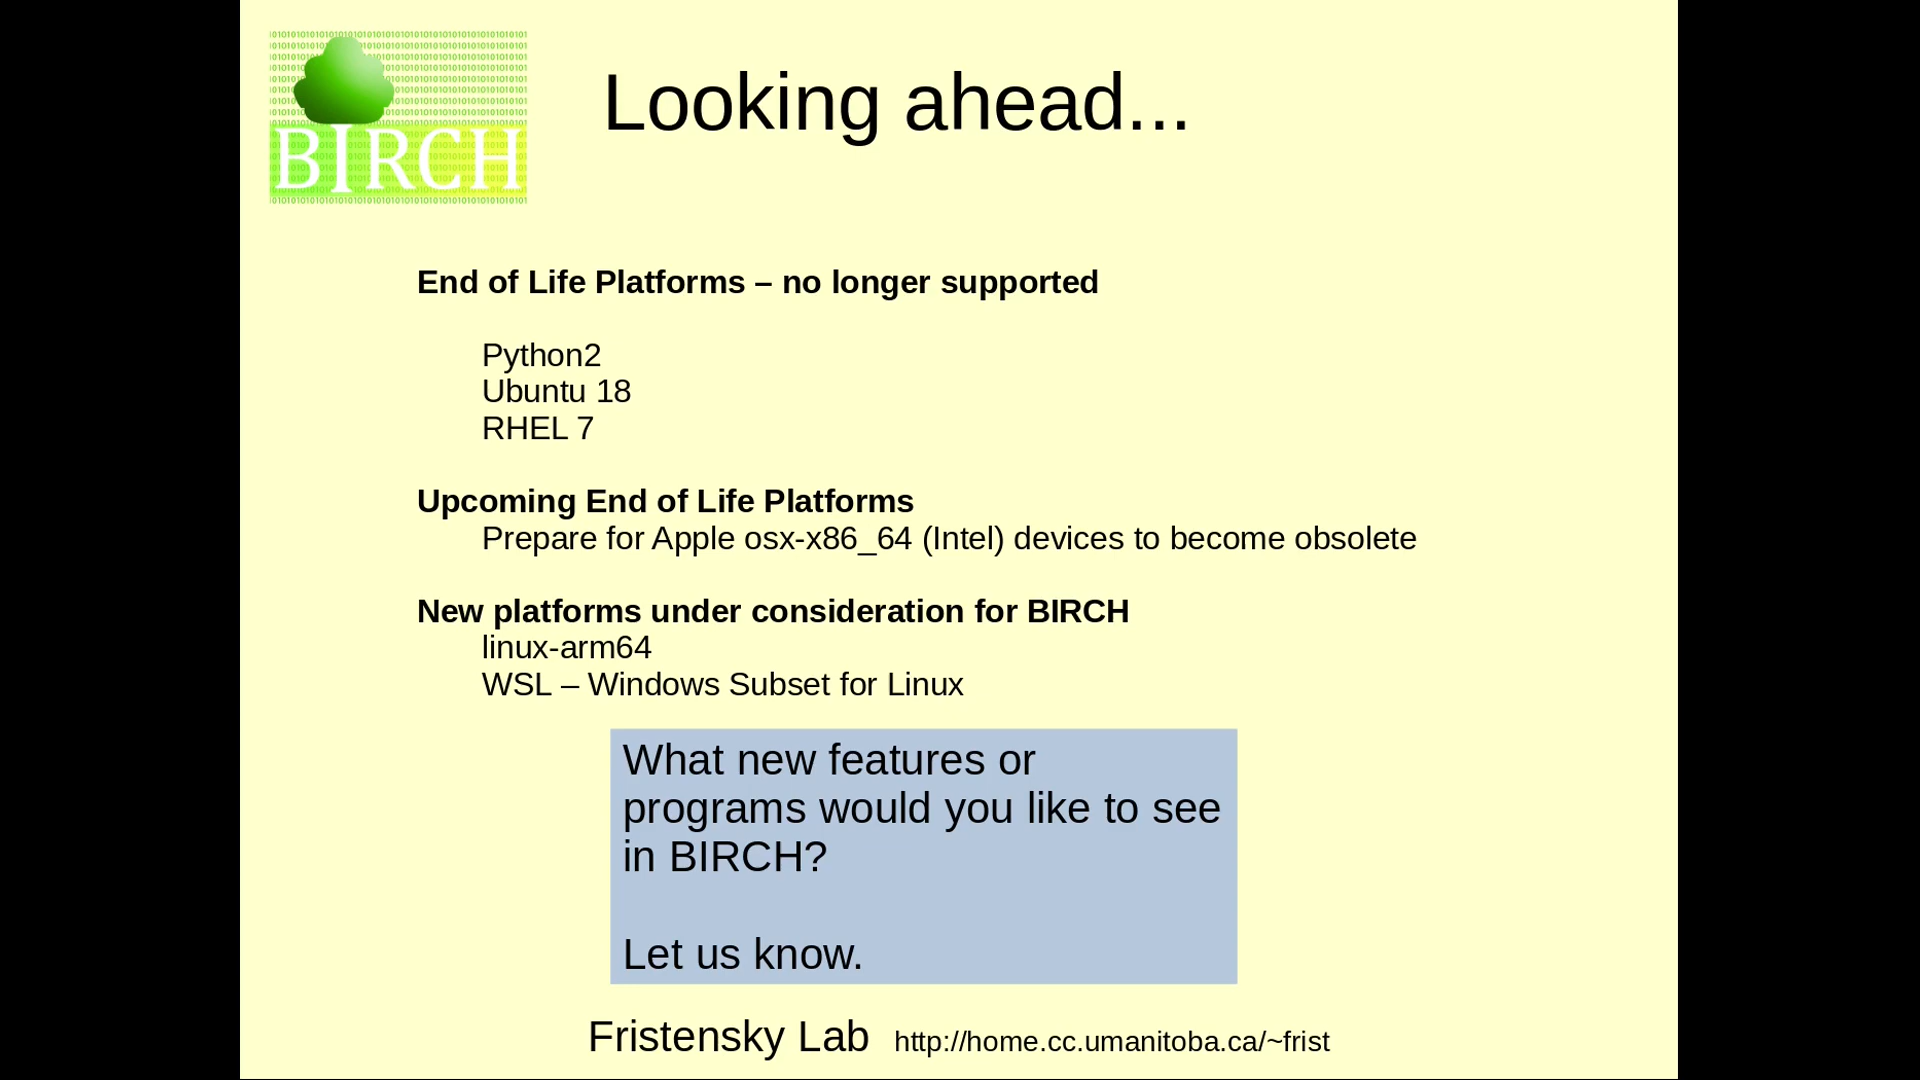 BIRCH
Looking ahead...
End of Life Platforms – no longer supported
Python2
Ubuntu 18
RHEL 7
Upcoming End of Life Platforms
Prepare for Apple osx-x86_64 (Intel) devices to become obsolete
New platforms under consideration for BIRCH
linux-arm64
WSL – Windows Subset for Linux
What new features or
programs would you like to see
in BIRCH?
Let us know.
Fristensky Lab http://home.cc.umanitoba.ca/~frist